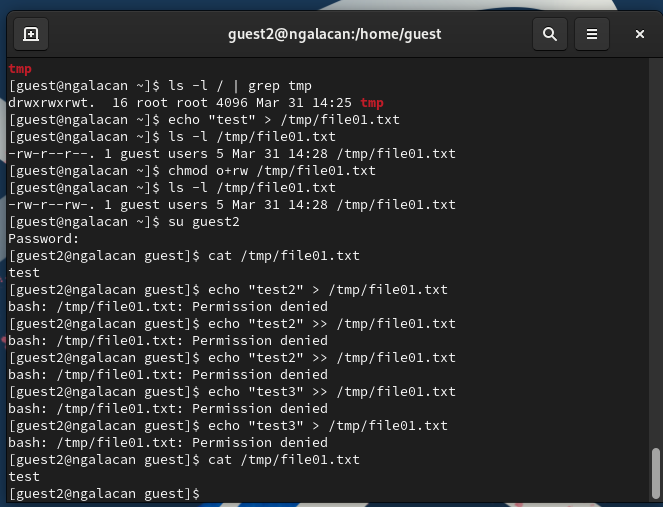 guest2@ngalacan:/home/guest
tmp
[guest@ngalacan ~]$ ls -l / | grep tmp
drwxrwxrwt.  16 root root 4096 Mar 31 14:25 tmp
[guest@ngalacan ~]$ echo "test" > /tmp/file01.txt
[guest@ngalacan ~]$ ls -l /tmp/file01.txt
-rw-r--r--. 1 guest users 5 Mar 31 14:28 /tmp/file01.txt
[guest@ngalacan ~]$ chmod o+rw /tmp/file01.txt
[guest@ngalacan ~]$ ls -l /tmp/file01.txt
-rw-r--rw-. 1 guest users 5 Mar 31 14:28 /tmp/file01.txt
[guest@ngalacan ~]$ su guest2
Password:
[guest2@ngalacan guest]$ cat /tmp/file01.txt
test
[guest2@ngalacan guest]$ echo "test2" > /tmp/file01.txt
bash: /tmp/file01.txt: Permission denied
[guest2@ngalacan guest]$ echo "test2" >> /tmp/file01.txt
bash: /tmp/file01.txt: Permission denied
[guest2@ngalacan guest]$ echo "test2" >> /tmp/file01.txt
bash: /tmp/file01.txt: Permission denied
[guest2@ngalacan guest]$ echo "test3" >> /tmp/file01.txt
bash: /tmp/file01.txt: Permission denied
[guest2@ngalacan guest]$ echo "test3" > /tmp/file01.txt
bash: /tmp/file01.txt: Permission denied
[guest2@ngalacan guest]$ cat /tmp/file01.txt
test
[guest2@ngalacan guest]$